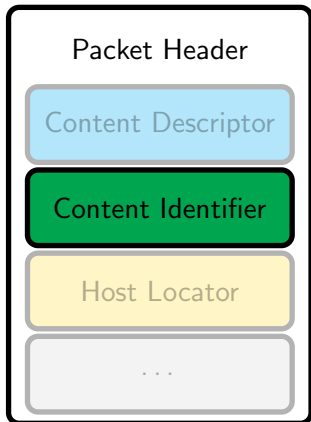 Packet Header
Content Descriptor
Content Identifier
Host Locator
...